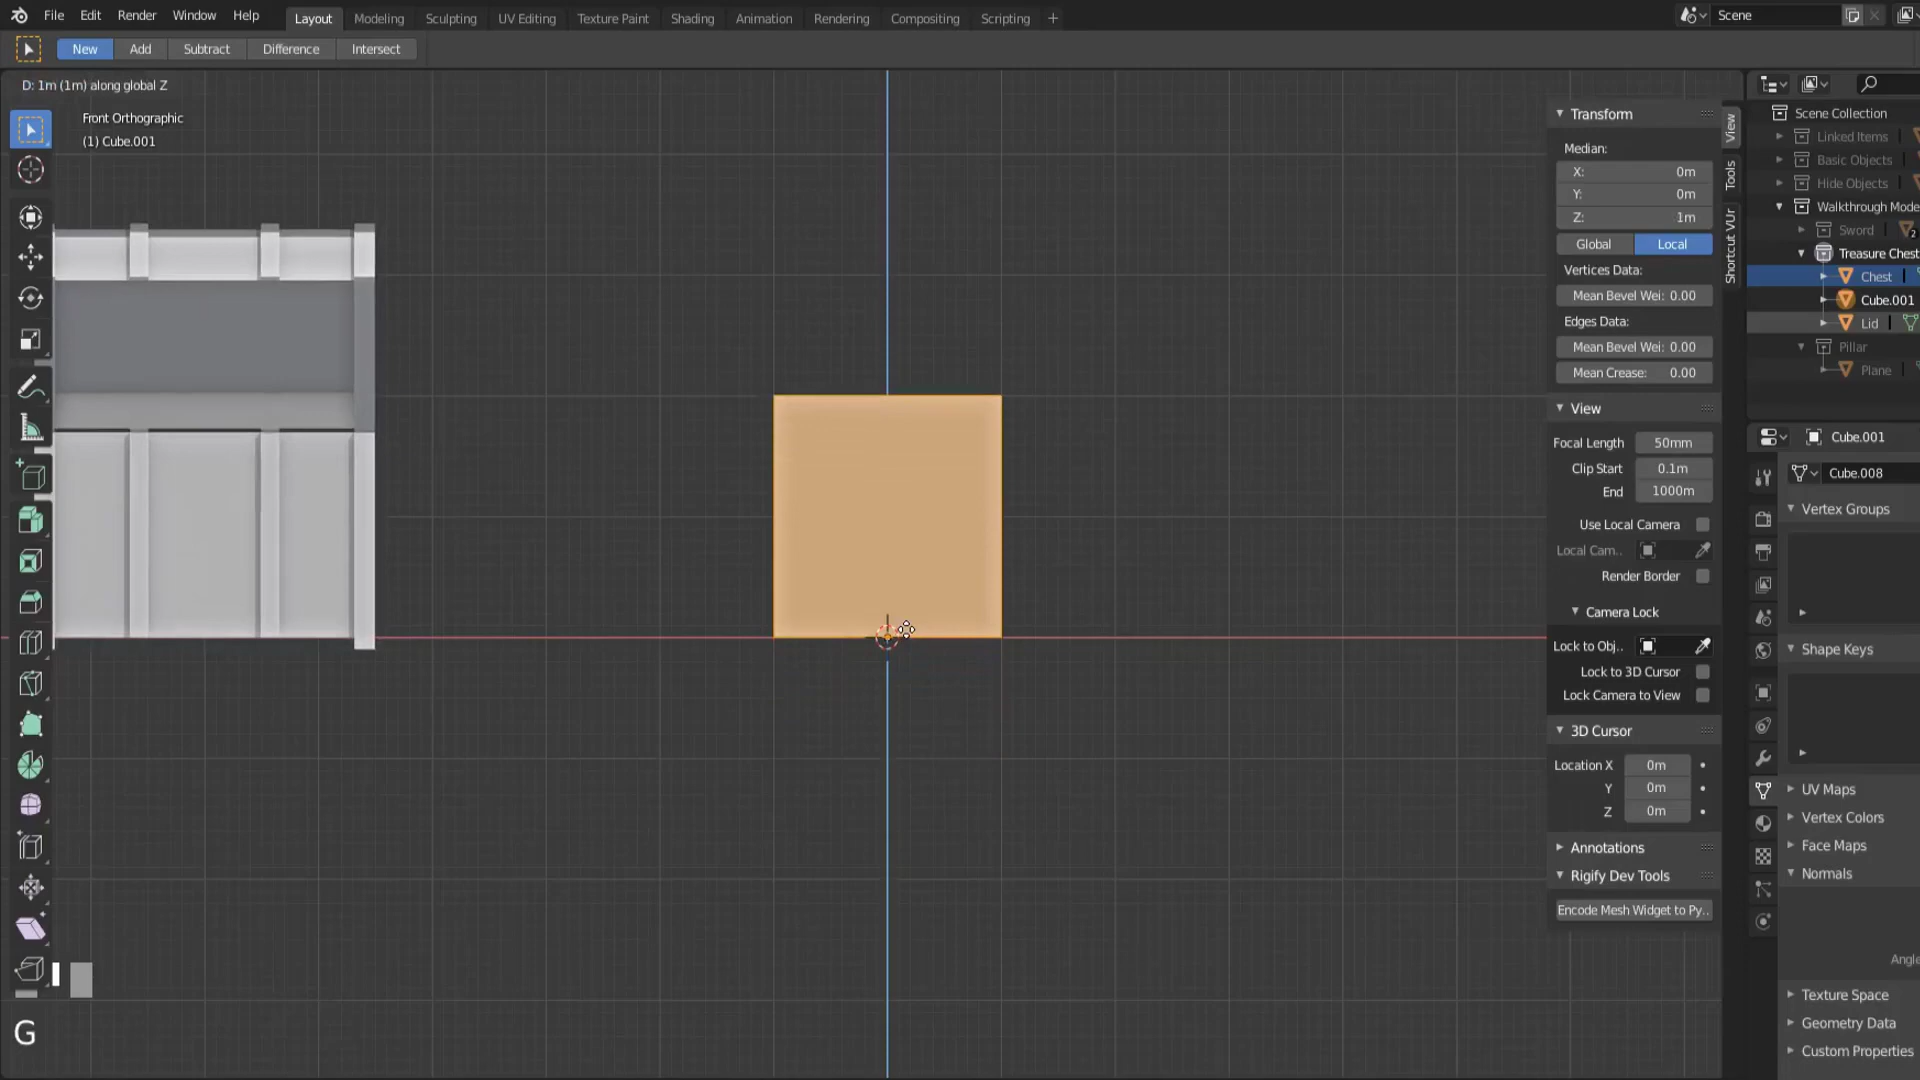 File Edit Render Window Help Layout Modeling Sculpting UV Editing Texture Paint Shading Animation Rendering Compositing Scripting + Scene
New Add Subtract Difference Intersect
D: 1m (1m) along global Z
Front Orthographic
(1) Cube.001
Transform
Median:
X: 0m
Y: 0m
Z: 1m
Global Local
Vertices Data:
Mean Bevel Wei: 0.00
Edges Data:
Mean Bevel Wei: 0.00
Mean Crease: 0.00
View
Focal Length 50mm
Clip Start 0.1m
End 1000m
Use Local Camera
Local Cam..
Render Border
Camera Lock
Lock to Obj..
Lock to 3D Cursor
Lock Camera to View
3D Cursor
Location X 0m
Y 0m
Z 0m
Annotations
Rigify Dev Tools
Encode Mesh Widget to Py..
View
Tools
Shortcut VUr
Scene Collection
Linked Items
Basic Objects
Hide Objects
Walkthrough Mode
Sword 2
Treasure Chest
Chest
Cube.001
Lid
Pillar
Plane
Cube.001
Cube.008
Vertex Groups
Shape Keys
UV Maps
Vertex Colors
Face Maps
Normals
Angle
Texture Space
Geometry Data
Custom Properties
G